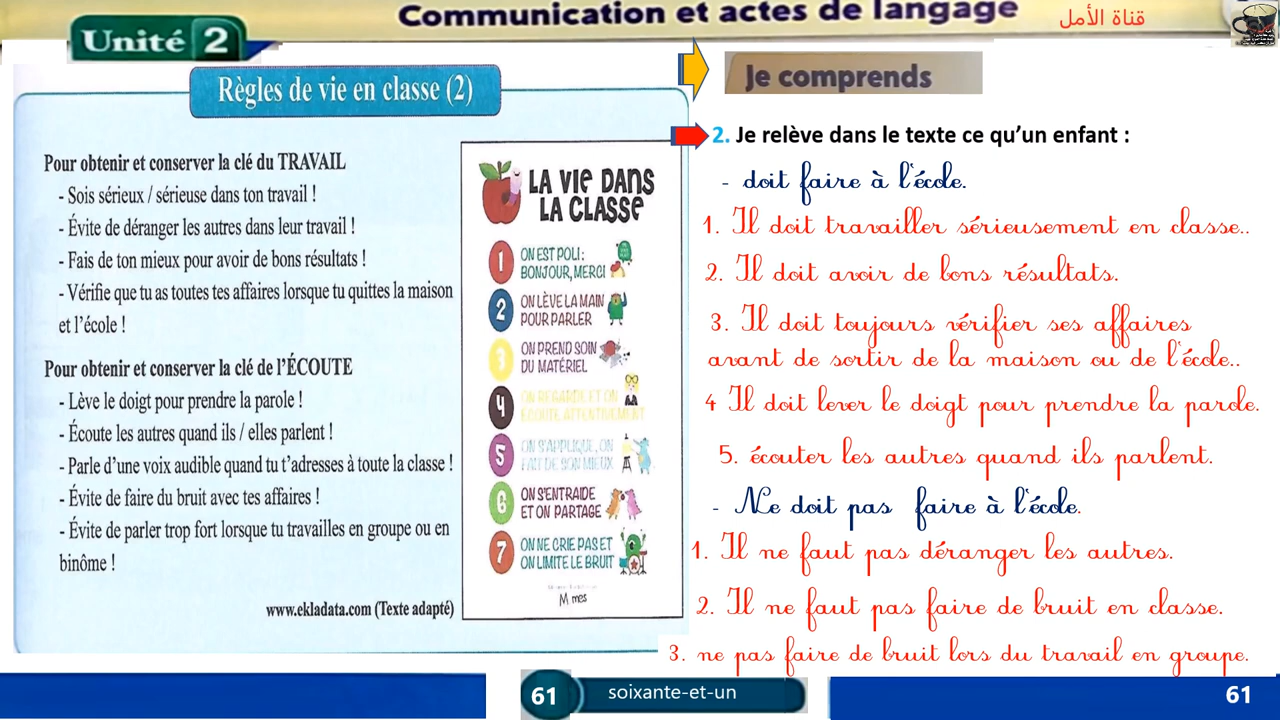 Communication et actes de langage
قناة الأمل
Unité 2
Règles de vie en classe (2)
Pour obtenir et conserver la clé du TRAVAIL
- Sois sérieux / sérieuse dans ton travail !
- Évite de déranger les autres dans leur travail !
- Fais de ton mieux pour avoir de bons résultats !
- Vérifie que tu as toutes tes affaires lorsque tu quittes la maison
et l'école !
Pour obtenir et conserver la clé de l'ÉCOUTE
- Lève le doigt pour prendre la parole !
- Écoute les autres quand ils / elles parlent !
- Parle d'une voix audible quand tu t'adresses à toute la classe !
- Évite de faire du bruit avec tes affaires !
- Évite de parler trop fort lorsque tu travailles en groupe ou en
binôme !
www.ekladata.com (Texte adapté)
LA VIE DANS
LA CLASSE
1 ON EST POLI :
BONJOUR, MERCI
2 ON LÈVE LA MAIN
POUR PARLER
3 ON PREND SOIN
DU MATÉRIEL
4 ON REGARDE ET ON
ÉCOUTE ATTENTIVEMENT
5 ON S'APPLIQUE, ON
FAIT DE SON MIEUX
6 ON S'ENTRAIDE
ET ON PARTAGE
7 ON NE CRIE PAS ET
ON LIMITE LE BRUIT
M mes
Je comprends
2. Je relève dans le texte ce qu'un enfant :
- doit faire à l'école.
1. Il doit travailler sérieusement en classe..
2. Il doit avoir de bons résultats.
3. Il doit toujours vérifier ses affaires
avant de sortir de la maison ou de l'école..
4 Il doit lever le doigt pour prendre la parole.
5. écouter les autres quand ils parlent.
- Ne doit pas faire à l'école.
1. Il ne faut pas déranger les autres.
2. Il ne faut pas faire de bruit en classe.
3. ne pas faire de bruit lors du travail en groupe.
61 soixante-et-un
61